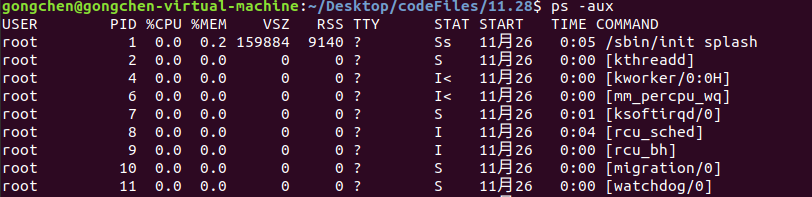 gongchen@gongchen-virtual-machine:~/Desktop/codeFiles/11.28$ ps -aux
USER PID %CPU %MEM VSZ RSS TTY STAT START TIME COMMAND
root 1 0.0 0.2 159884 9140 ? Ss 11月26 0:05 /sbin/init splash
root 2 0.0 0.0 0 0 ? S 11月26 0:00 [kthreadd]
root 4 0.0 0.0 0 0 ? I< 11月26 0:00 [kworker/0:0H]
root 6 0.0 0.0 0 0 ? I< 11月26 0:00 [mm_percpu_wq]
root 7 0.0 0.0 0 0 ? S 11月26 0:01 [ksoftirqd/0]
root 8 0.0 0.0 0 0 ? I 11月26 0:04 [rcu_sched]
root 9 0.0 0.0 0 0 ? I 11月26 0:00 [rcu_bh]
root 10 0.0 0.0 0 0 ? S 11月26 0:00 [migration/0]
root 11 0.0 0.0 0 0 ? S 11月26 0:00 [watchdog/0]